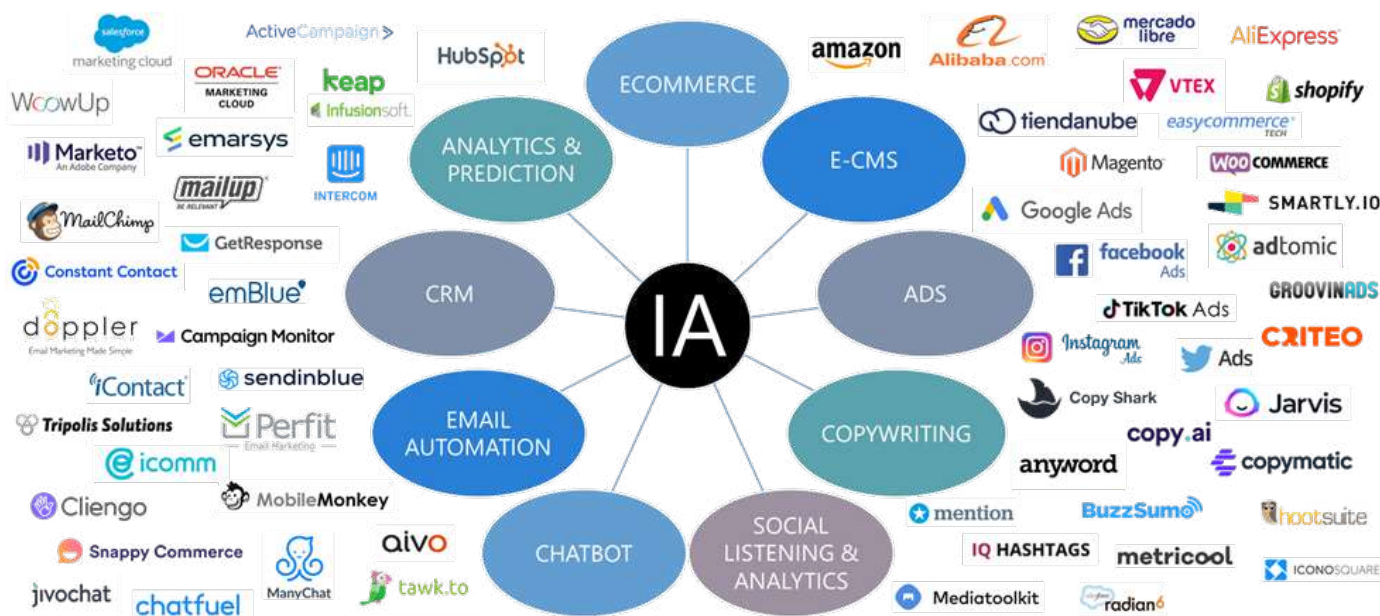 salesforce
marketing cloud
ActiveCampaign >
HubSpot
ORACLE®
MARKETING
CLOUD
keap
Infusionsoft.
WoowUp
emarsys
Marketo™
An Adobe Company
mailup®
BE RELEVANT
INTERCOM
MailChimp
GetResponse
Constant Contact
emBlue
doppler
Email Marketing Made Simple
Campaign Monitor
iContact®
sendinblue
Tripolis Solutions
Perfit
Email Marketing
icomm
Cliengo
MobileMonkey
Snappy Commerce
ManyChat
aivo
jivochat
chatfuel
tawk.to
ANALYTICS &
PREDICTION
ECOMMERCE
E-CMS
CRM
IA
ADS
EMAIL
AUTOMATION
COPYWRITING
CHATBOT
SOCIAL
LISTENING &
ANALYTICS
amazon
Alibaba.com®
mercado
libre
AliExpress®
VTEX
shopify
tiendanube
easycommerce®
TECH
Magento®
WOO COMMERCE
Google Ads
SMARTLY.IO
facebook
Ads
adtomic
GROOVINADS
TikTok Ads
CRITEO
Instagram
Ads
Ads
Copy Shark
Jarvis
copy.ai
anyword
copymatic
mention
BuzzSumo
hootsuite
IQ HASHTAGS
metricool
ICONOSQUARE
Mediatoolkit
radian6